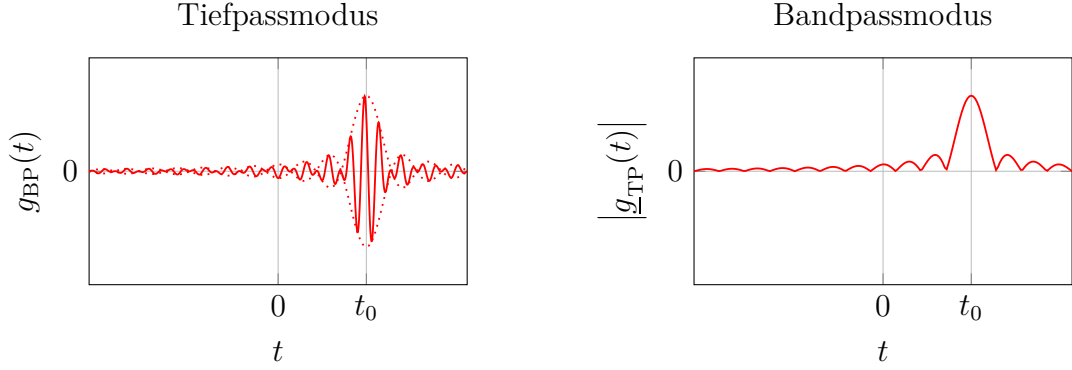 Tiefpassmodus
g_BP(t)
0
0
t_0
t
Bandpassmodus
|g_TP(t)|
0
0
t_0
t